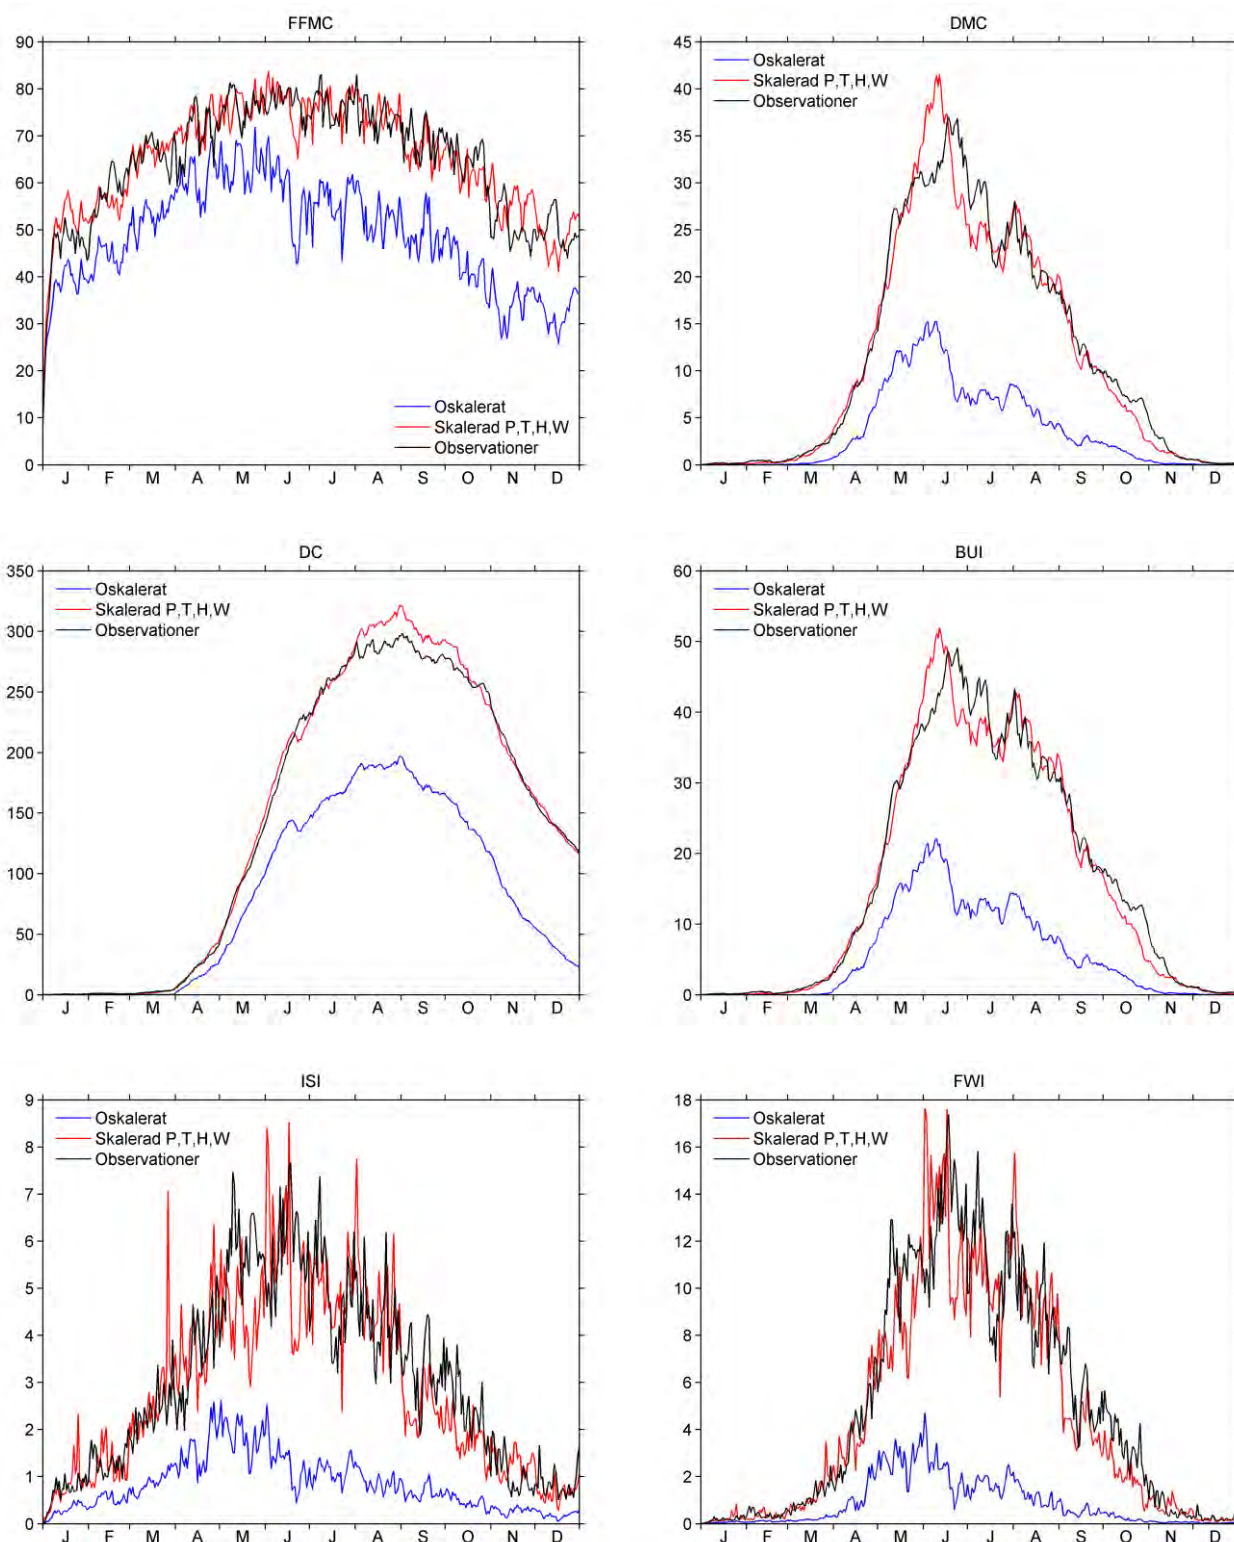 FFMC
90
80
70
60
50
40
30
20
10
0
Oskalerat
Skalerad P,T,H,W
Observationer
J F M A M J J A S O N D
DMC
45
40
35
30
25
20
15
10
5
0
Oskalerat
Skalerad P,T,H,W
Observationer
J F M A M J J A S O N D
DC
350
300
250
200
150
100
50
0
Oskalerat
Skalerad P,T,H,W
Observationer
J F M A M J J A S O N D
BUI
60
50
40
30
20
10
0
Oskalerat
Skalerad P,T,H,W
Observationer
J F M A M J J A S O N D
ISI
9
8
7
6
5
4
3
2
1
0
Oskalerat
Skalerad P,T,H,W
Observationer
J F M A M J J A S O N D
FWI
18
16
14
12
10
8
6
4
2
0
Oskalerat
Skalerad P,T,H,W
Observationer
J F M A M J J A S O N D